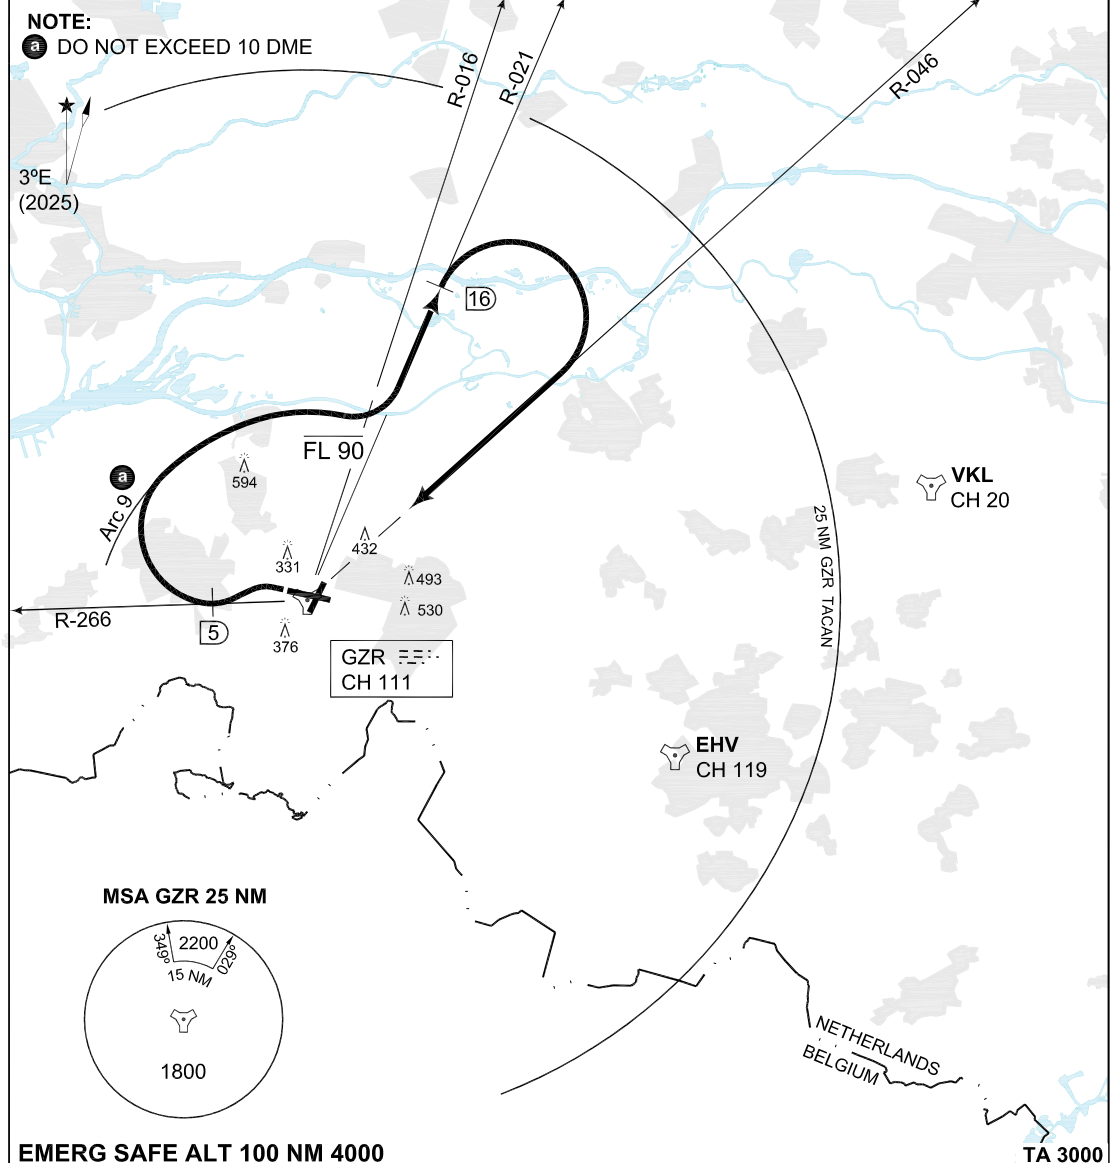 NOTE:
a DO NOT EXCEED 10 DME
R-016
R-021
R-046
3ºE
(2025)
16
FL 90
a
594
Arc 9
VKL
CH 20
432
331
493
530
25 NM GZR TACAN
R-266
5
376
GZR
CH 111
EHV
CH 119
MSA GZR 25 NM
349º
2200
029º
15 NM
1800
NETHERLANDS
BELGIUM
EMERG SAFE ALT 100 NM 4000
TA 3000